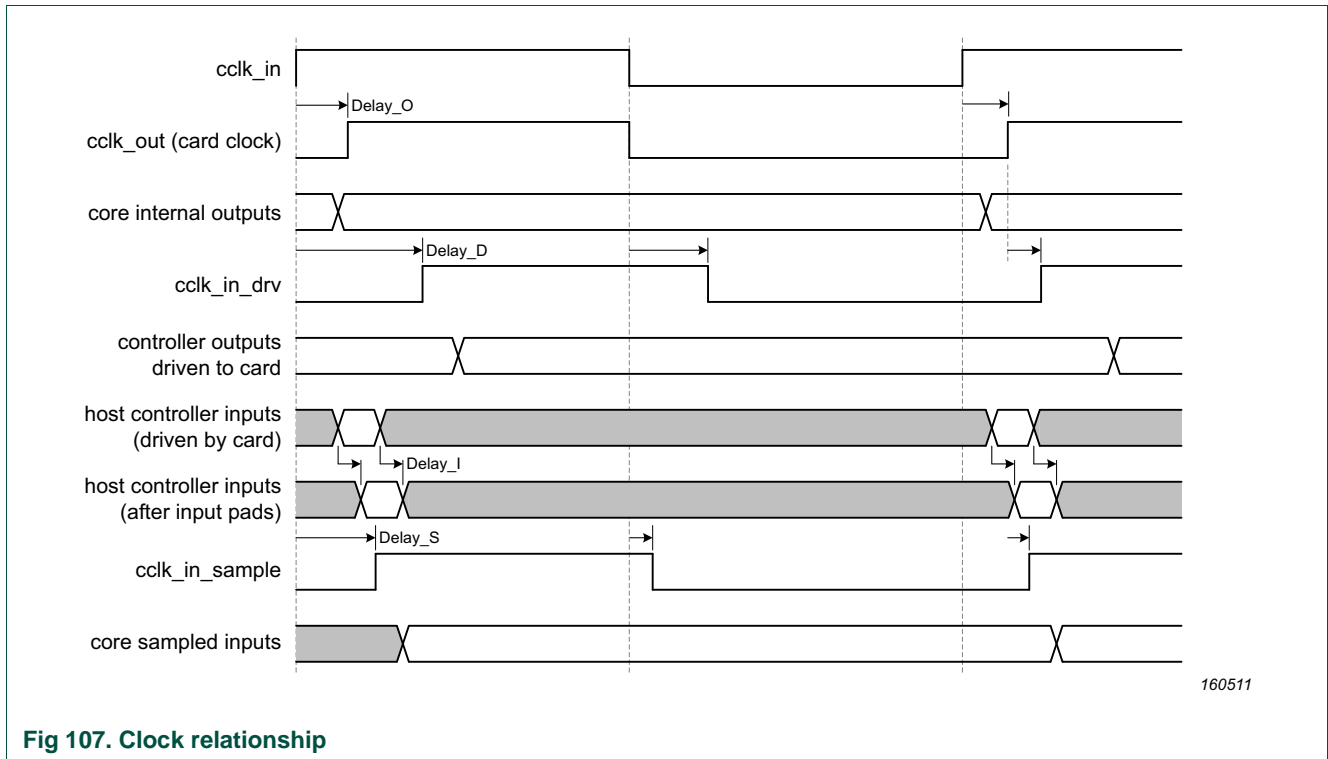 cclk_in
Delay_O
cclk_out (card clock)
core internal outputs
Delay_D
cclk_in_drv
controller outputs
driven to card
host controller inputs
(driven by card)
Delay_I
host controller inputs
(after input pads)
Delay_S
cclk_in_sample
core sampled inputs
160511
Fig 107. Clock relationship